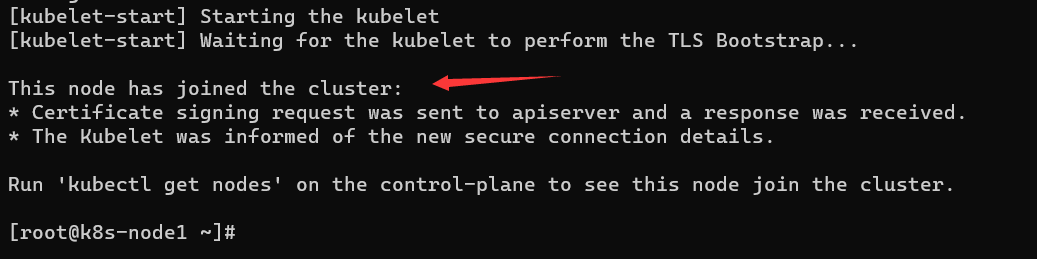 [kubelet-start] Starting the kubelet
[kubelet-start] Waiting for the kubelet to perform the TLS Bootstrap...
This node has joined the cluster:
* Certificate signing request was sent to apiserver and a response was received.
* The Kubelet was informed of the new secure connection details.
Run 'kubectl get nodes' on the control-plane to see this node join the cluster.
[root@k8s-node1 ~]#